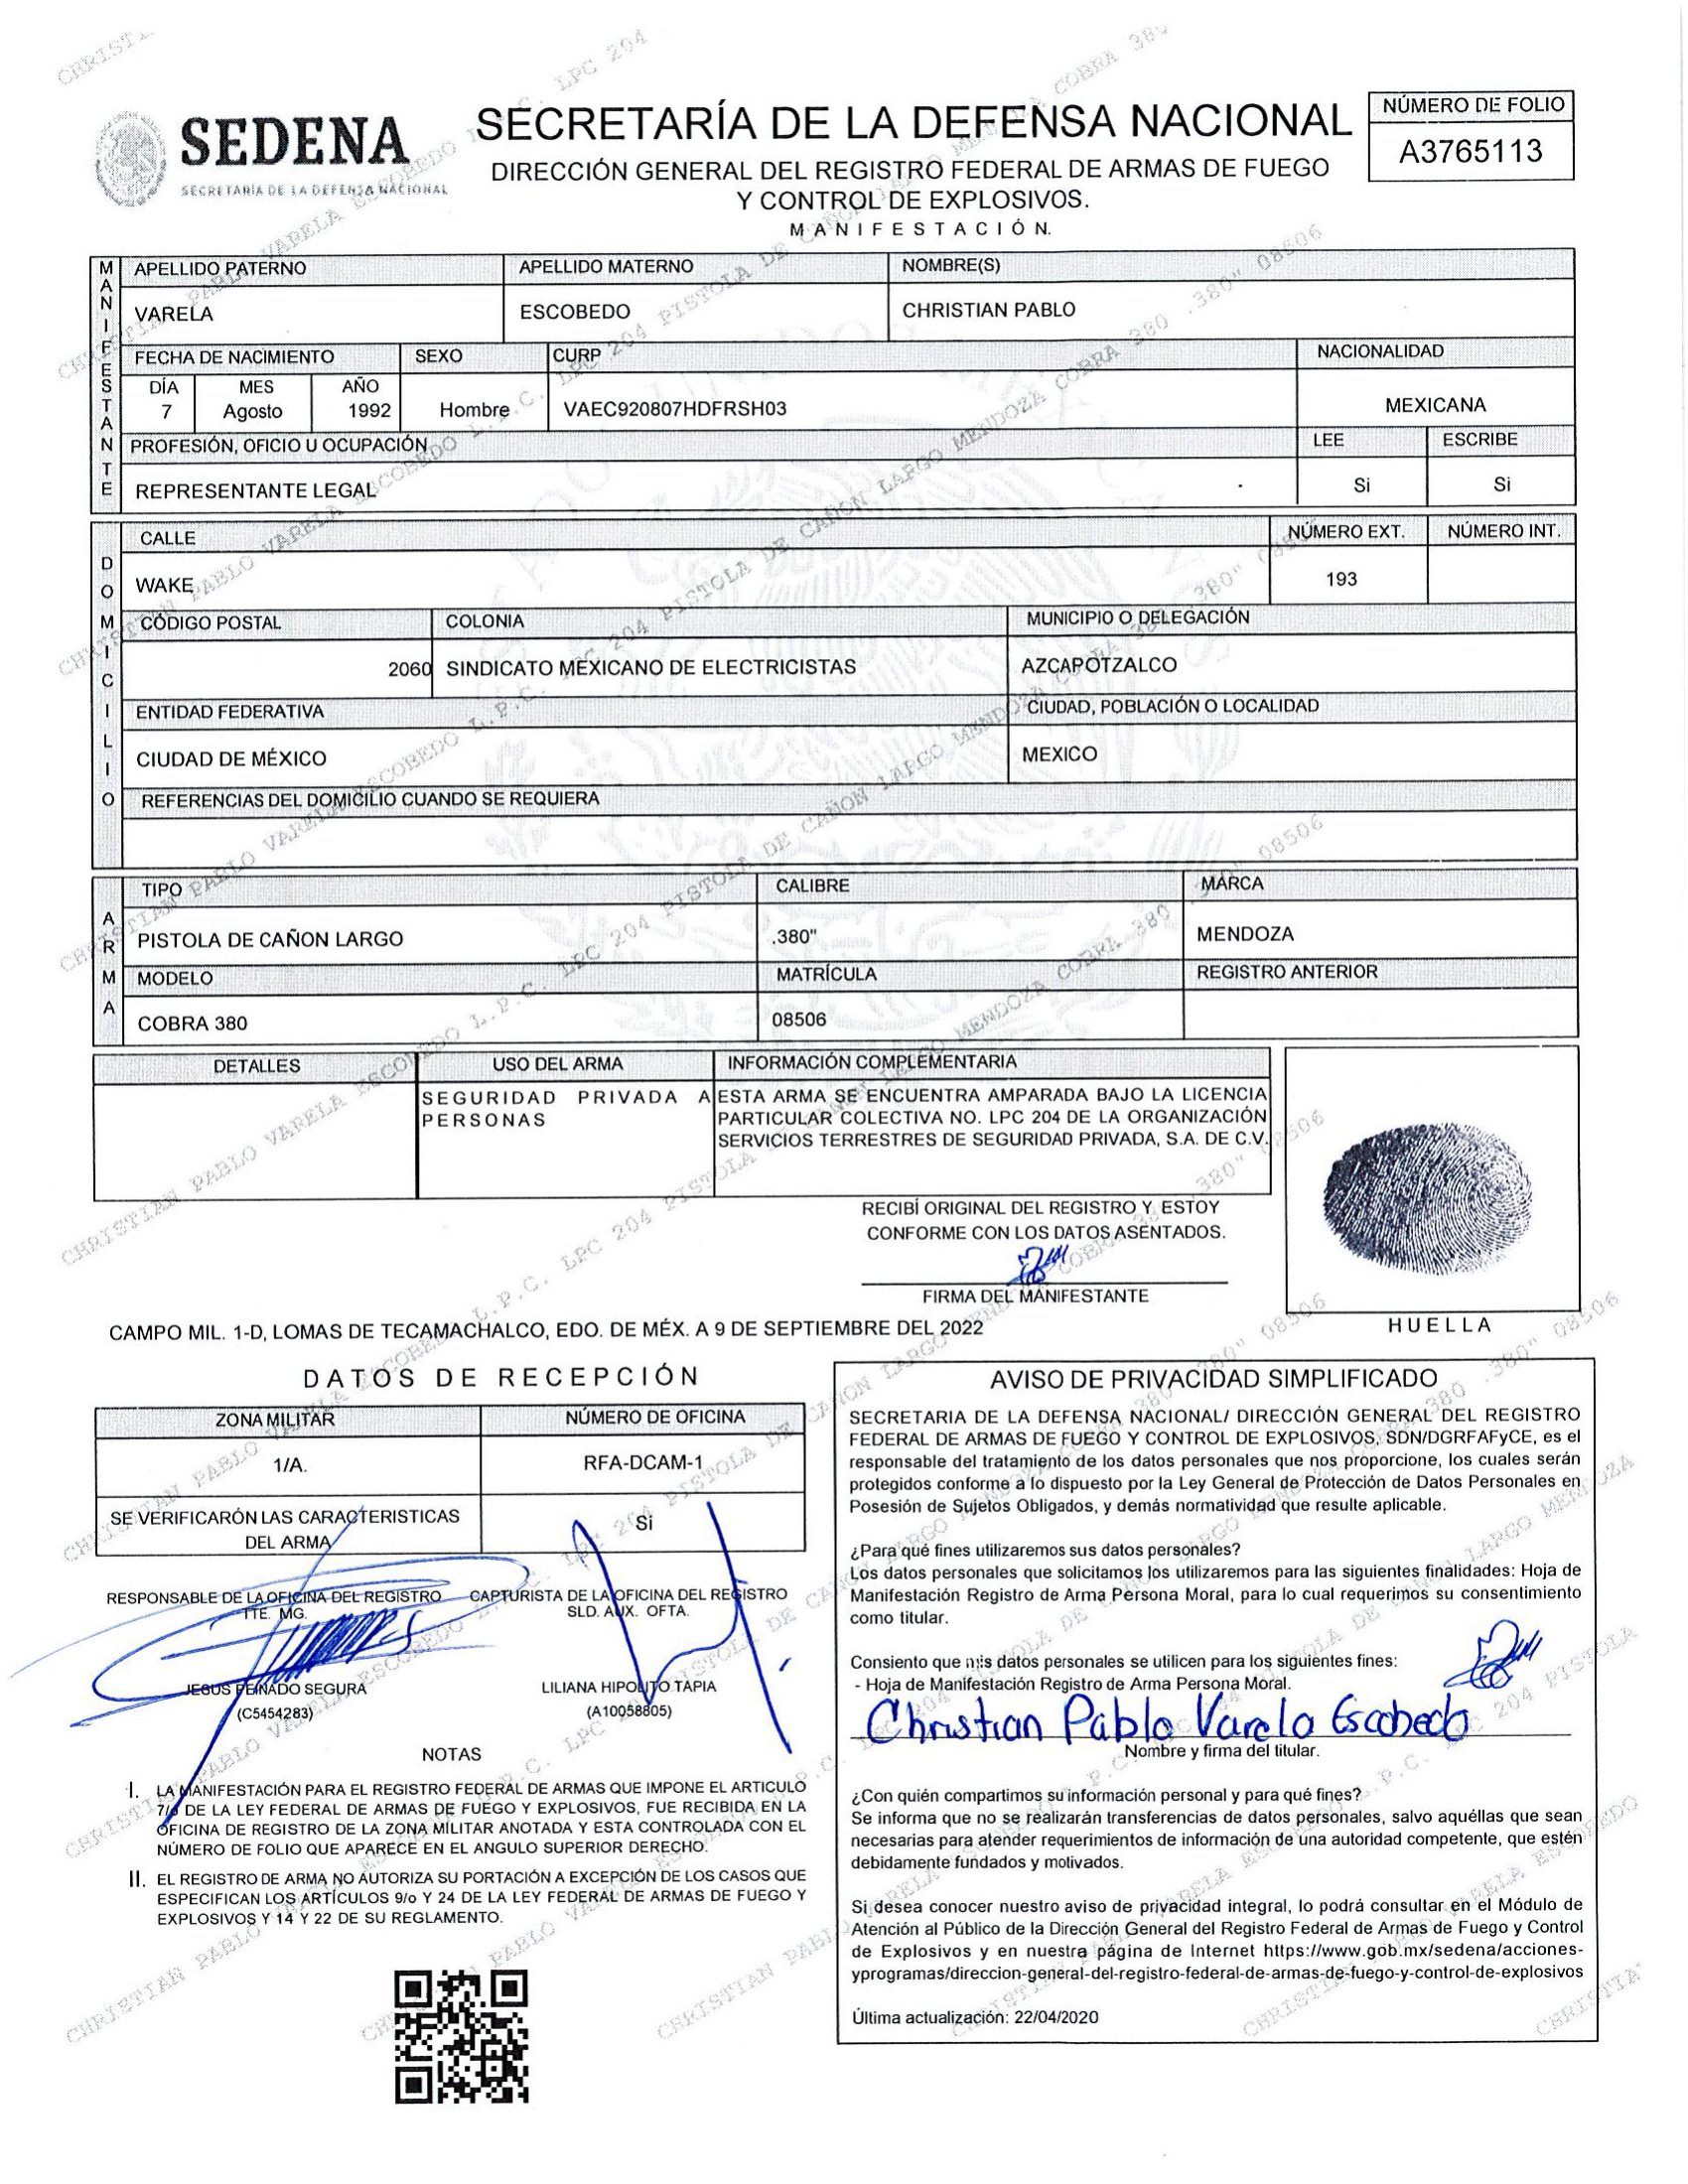 SEDENA
SECRETARÍA DE LA DEFENSA NACIONAL
SECRETARÍA DE LA DEFENSA NACIONAL
DIRECCIÓN GENERAL DEL REGISTRO FEDERAL DE ARMAS DE FUEGO
Y CONTROL DE EXPLOSIVOS.
MANIFESTACIÓN.
NÚMERO DE FOLIO
A3765113
MANIFESTANTE
APELLIDO PATERNO APELLIDO MATERNO NOMBRE(S)
VARELA ESCOBEDO CHRISTIAN PABLO
FECHA DE NACIMIENTO SEXO CURP NACIONALIDAD
DÍA MES AÑO
7 Agosto 1992 Hombre VAEC920807HDFRSH03 MEXICANA
PROFESIÓN, OFICIO U OCUPACIÓN LEE ESCRIBE
REPRESENTANTE LEGAL Si Si
DOMICILIO
CALLE NÚMERO EXT. NÚMERO INT.
WAKE 193
CÓDIGO POSTAL COLONIA MUNICIPIO O DELEGACIÓN
2060 SINDICATO MEXICANO DE ELECTRICISTAS AZCAPOTZALCO
ENTIDAD FEDERATIVA CIUDAD, POBLACIÓN O LOCALIDAD
CIUDAD DE MÉXICO MEXICO
REFERENCIAS DEL DOMICILIO CUANDO SE REQUIERA
ARMA
TIPO CALIBRE MARCA
PISTOLA DE CAÑON LARGO .380" MENDOZA
MODELO MATRÍCULA REGISTRO ANTERIOR
COBRA 380 08506
DETALLES USO DEL ARMA INFORMACIÓN COMPLEMENTARIA
SEGURIDAD PRIVADA A PERSONAS
ESTA ARMA SE ENCUENTRA AMPARADA BAJO LA LICENCIA
PARTICULAR COLECTIVA NO. LPC 204 DE LA ORGANIZACIÓN
SERVICIOS TERRESTRES DE SEGURIDAD PRIVADA, S.A. DE C.V.
RECIBÍ ORIGINAL DEL REGISTRO Y ESTOY
CONFORME CON LOS DATOS ASENTADOS.
FIRMA DEL MANIFESTANTE
HUELLA
CAMPO MIL. 1-D, LOMAS DE TECAMACHALCO, EDO. DE MÉX. A 9 DE SEPTIEMBRE DEL 2022
DATOS DE RECEPCIÓN
ZONA MILITAR NÚMERO DE OFICINA
1/A. RFA-DCAM-1
SE VERIFICARÓN LAS CARACTERISTICAS
DEL ARMA
Si
RESPONSABLE DE LA OFICINA DEL REGISTRO
TTE. MG.
JESUS PEINADO SEGURA
(C5454283)
CAPTURISTA DE LA OFICINA DEL REGISTRO
SLD. AUX. OFTA.
LILIANA HIPOLITO TAPIA
(A10058805)
NOTAS
I. LA MANIFESTACIÓN PARA EL REGISTRO FEDERAL DE ARMAS QUE IMPONE EL ARTICULO
7/o DE LA LEY FEDERAL DE ARMAS DE FUEGO Y EXPLOSIVOS, FUE RECIBIDA EN LA
OFICINA DE REGISTRO DE LA ZONA MILITAR ANOTADA Y ESTA CONTROLADA CON EL
NÚMERO DE FOLIO QUE APARECE EN EL ANGULO SUPERIOR DERECHO.
II. EL REGISTRO DE ARMA NO AUTORIZA SU PORTACIÓN A EXCEPCIÓN DE LOS CASOS QUE
ESPECIFICAN LOS ARTÍCULOS 9/o Y 24 DE LA LEY FEDERAL DE ARMAS DE FUEGO Y
EXPLOSIVOS Y 14 Y 22 DE SU REGLAMENTO.
AVISO DE PRIVACIDAD SIMPLIFICADO
SECRETARIA DE LA DEFENSA NACIONAL/ DIRECCIÓN GENERAL DEL REGISTRO
FEDERAL DE ARMAS DE FUEGO Y CONTROL DE EXPLOSIVOS, SDN/DGRFAFyCE, es el
responsable del tratamiento de los datos personales que nos proporcione, los cuales serán
protegidos conforme a lo dispuesto por la Ley General de Protección de Datos Personales en
Posesión de Sujetos Obligados, y demás normatividad que resulte aplicable.
¿Para qué fines utilizaremos sus datos personales?
Los datos personales que solicitamos los utilizaremos para las siguientes finalidades: Hoja de
Manifestación Registro de Arma Persona Moral, para lo cual requerimos su consentimiento
como titular.
Consiento que mis datos personales se utilicen para los siguientes fines:
- Hoja de Manifestación Registro de Arma Persona Moral.
Christian Pablo Varela Escobedo
Nombre y firma del titular.
¿Con quién compartimos su información personal y para qué fines?
Se informa que no se realizarán transferencias de datos personales, salvo aquéllas que sean
necesarias para atender requerimientos de información de una autoridad competente, que estén
debidamente fundados y motivados.
Si desea conocer nuestro aviso de privacidad integral, lo podrá consultar en el Módulo de
Atención al Público de la Dirección General del Registro Federal de Armas de Fuego y Control
de Explosivos y en nuestra página de Internet https://www.gob.mx/sedena/acciones-
yprogramas/direccion-general-del-registro-federal-de-armas-de-fuego-y-control-de-explosivos
Última actualización: 22/04/2020
CHRISTIAN PABLO VARELA ESCOBEDO L.P.C. LPC 204 PISTOLA DE CAÑON LARGO MENDOZA COBRA 380 .380" 08506